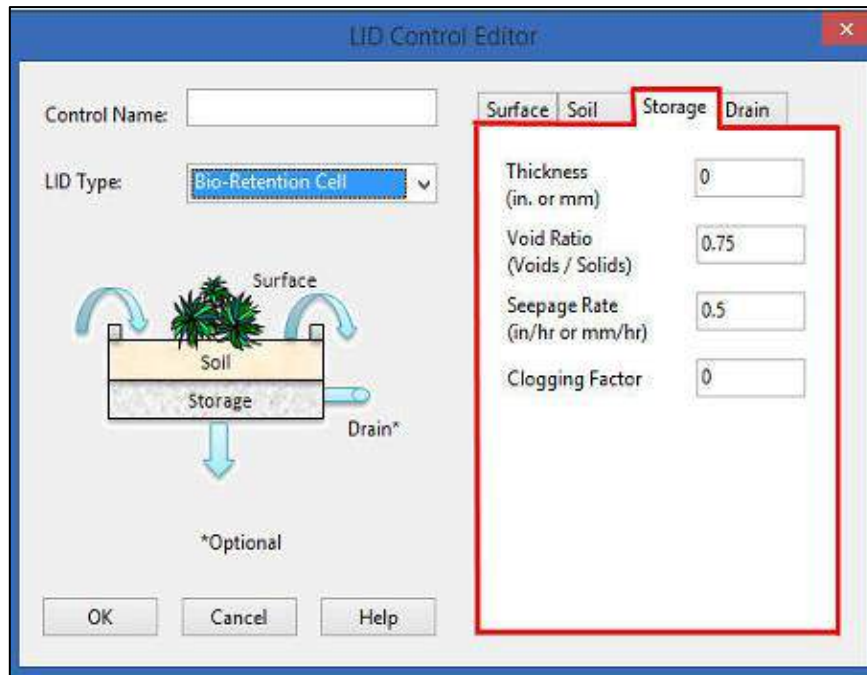 LID Control Editor
x
Control Name:
LID Type:
Bio-Retention Cell
Surface
Soil
Storage
Drain*
*Optional
OK
Cancel
Help
Surface
Soil
Storage
Drain
Thickness
(in. or mm)
0
Void Ratio
(Voids / Solids)
0.75
Seepage Rate
(in/hr or mm/hr)
0.5
Clogging Factor
0